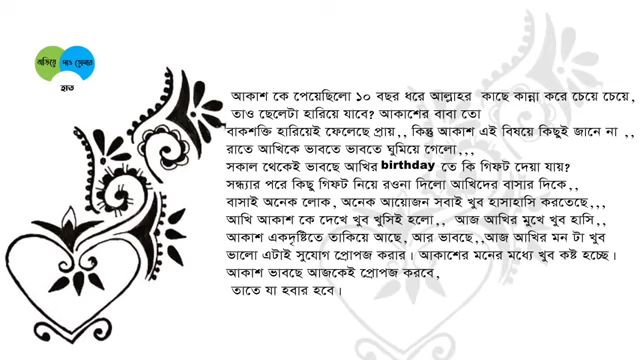 বাড়িয়ে দাও তোমার
হাত
আকাশ কে পেয়েছিলো ১০ বছর ধরে আল্লাহর কাছে কান্না করে চেয়ে চেয়ে,
তাও ছেলেটা হারিয়ে যাবে? আকাশের বাবা তো
বাকশক্তি হারিয়েই ফেলেছে প্রায়,, কিন্তু আকাশ এই বিষয়ে কিছুই জানে না ,,
রাতে আখিকে ভাবতে ভাবতে ঘুমিয়ে গেলো,,,
সকাল থেকেই ভাবছে আখির birthday তে কি গিফট দেয়া যায়?
সন্ধ্যার পরে কিছু গিফট নিয়ে রওনা দিলো আখিদের বাসার দিকে,,
বাসাই অনেক লোক, অনেক আয়োজন সবাই খুব হাসাহাসি করতেছে,,,
আখি আকাশ কে দেখে খুব খুসিই হলো,, আজ আখির মুখে খুব হাসি,,
আকাশ একদৃষ্টিতে তাকিয়ে আছে, আর ভাবছে,,আজ আখির মন টা খুব
ভালো এটাই সুযোগ প্রোপজ করার। আকাশের মনের মধ্যে খুব কষ্ট হচ্ছে।
আকাশ ভাবছে আজকেই প্রোপজ করবে,
তাতে যা হবার হবে।